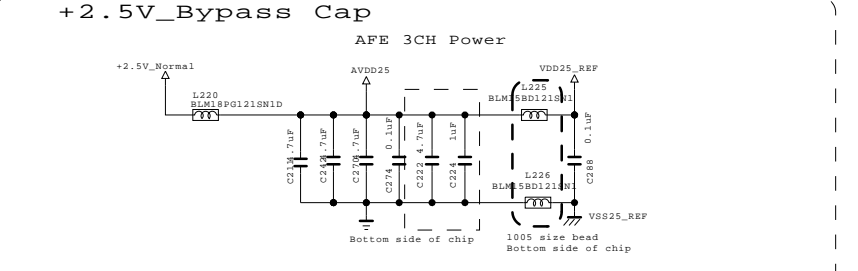 +2.5V_Bypass Cap
AFE 3CH Power
+2.5V_Normal
AVDD25
VDD25_REF
L220
BLM18PG121SN1D
L225
BLM15BD121SN1
C211 4.7uF
C242 4.7uF
C270 4.7uF
C274 0.1uF
C222 4.7uF
C224 1uF
C288 0.1uF
L226
BLM15BD121SN1
VSS25_REF
Bottom side of chip
1005 size bead
Bottom side of chip